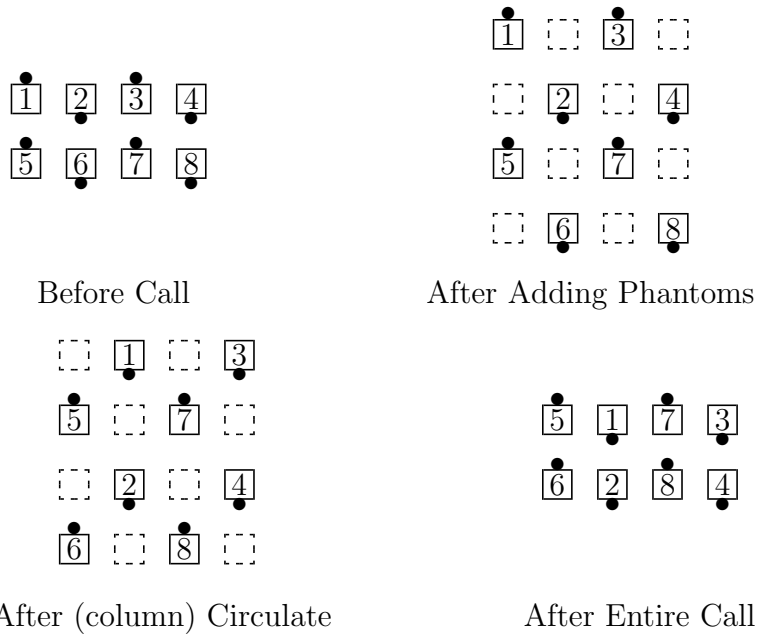 1 3
1 2 3 4
2 4
5 6 7 8
5 7
6 8
Before Call
After Adding Phantoms
1 3
5 7
2 4
6 8
5 1 7 3
6 2 8 4
After (column) Circulate
After Entire Call